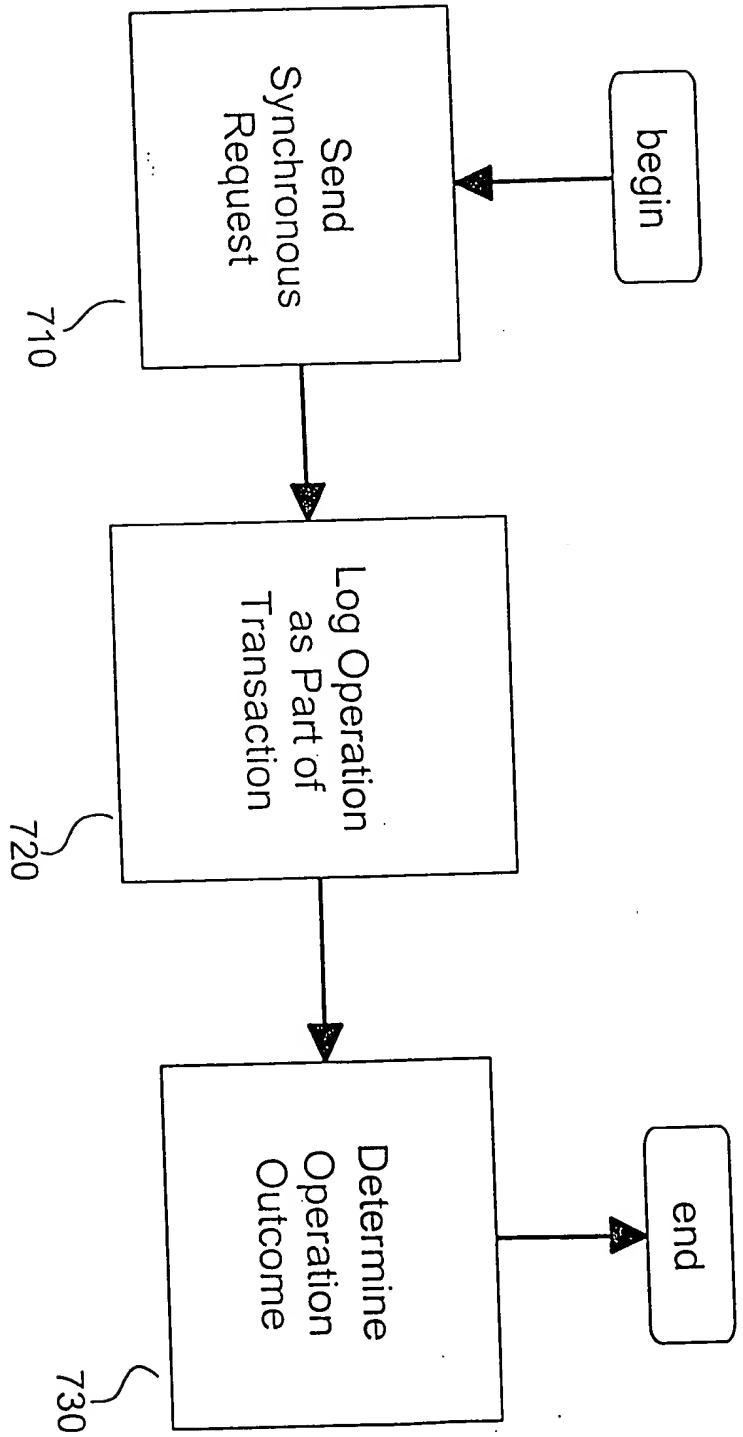 begin
Send
Synchronous
Request
710
Log Operation
as Part of
Transaction
720
Determine
Operation
Outcome
730
end